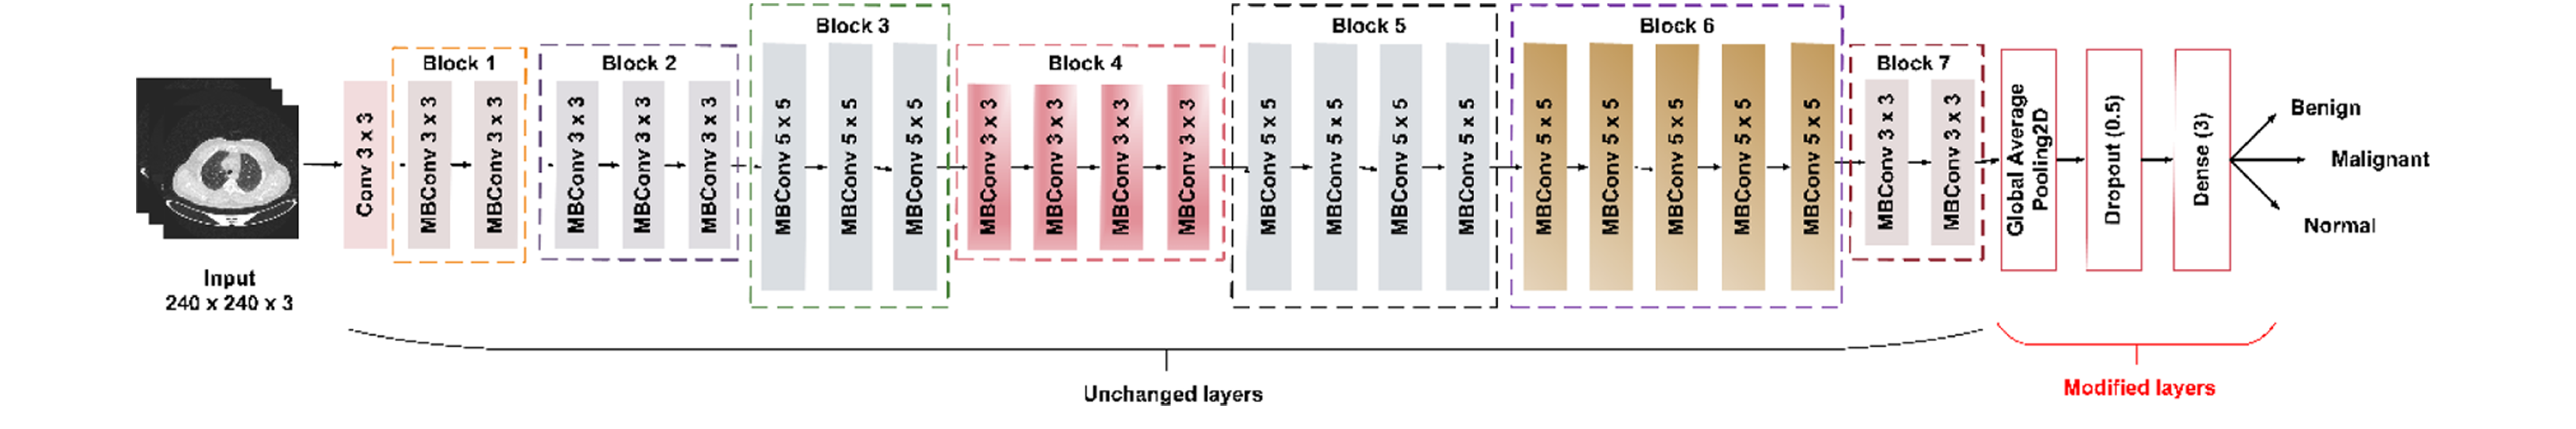 Input
240 x 240 x 3
Conv 3 x 3
Block 1
MBConv 3 x 3
MBConv 3 x 3
Block 2
MBConv 3 x 3
MBConv 3 x 3
MBConv 3 x 3
Block 3
MBConv 5 x 5
MBConv 5 x 5
MBConv 5 x 5
Block 4
MBConv 3 x 3
MBConv 3 x 3
MBConv 3 x 3
MBConv 3 x 3
Block 5
MBConv 5 x 5
MBConv 5 x 5
MBConv 5 x 5
MBConv 5 x 5
Block 6
MBConv 5 x 5
MBConv 5 x 5
MBConv 5 x 5
MBConv 5 x 5
MBConv 5 x 5
Block 7
MBConv 3 x 3
MBConv 3 x 3
Global Average
Pooling2D
Dropout (0.5)
Dense (3)
Benign
Malignant
Normal
Unchanged layers
Modified layers